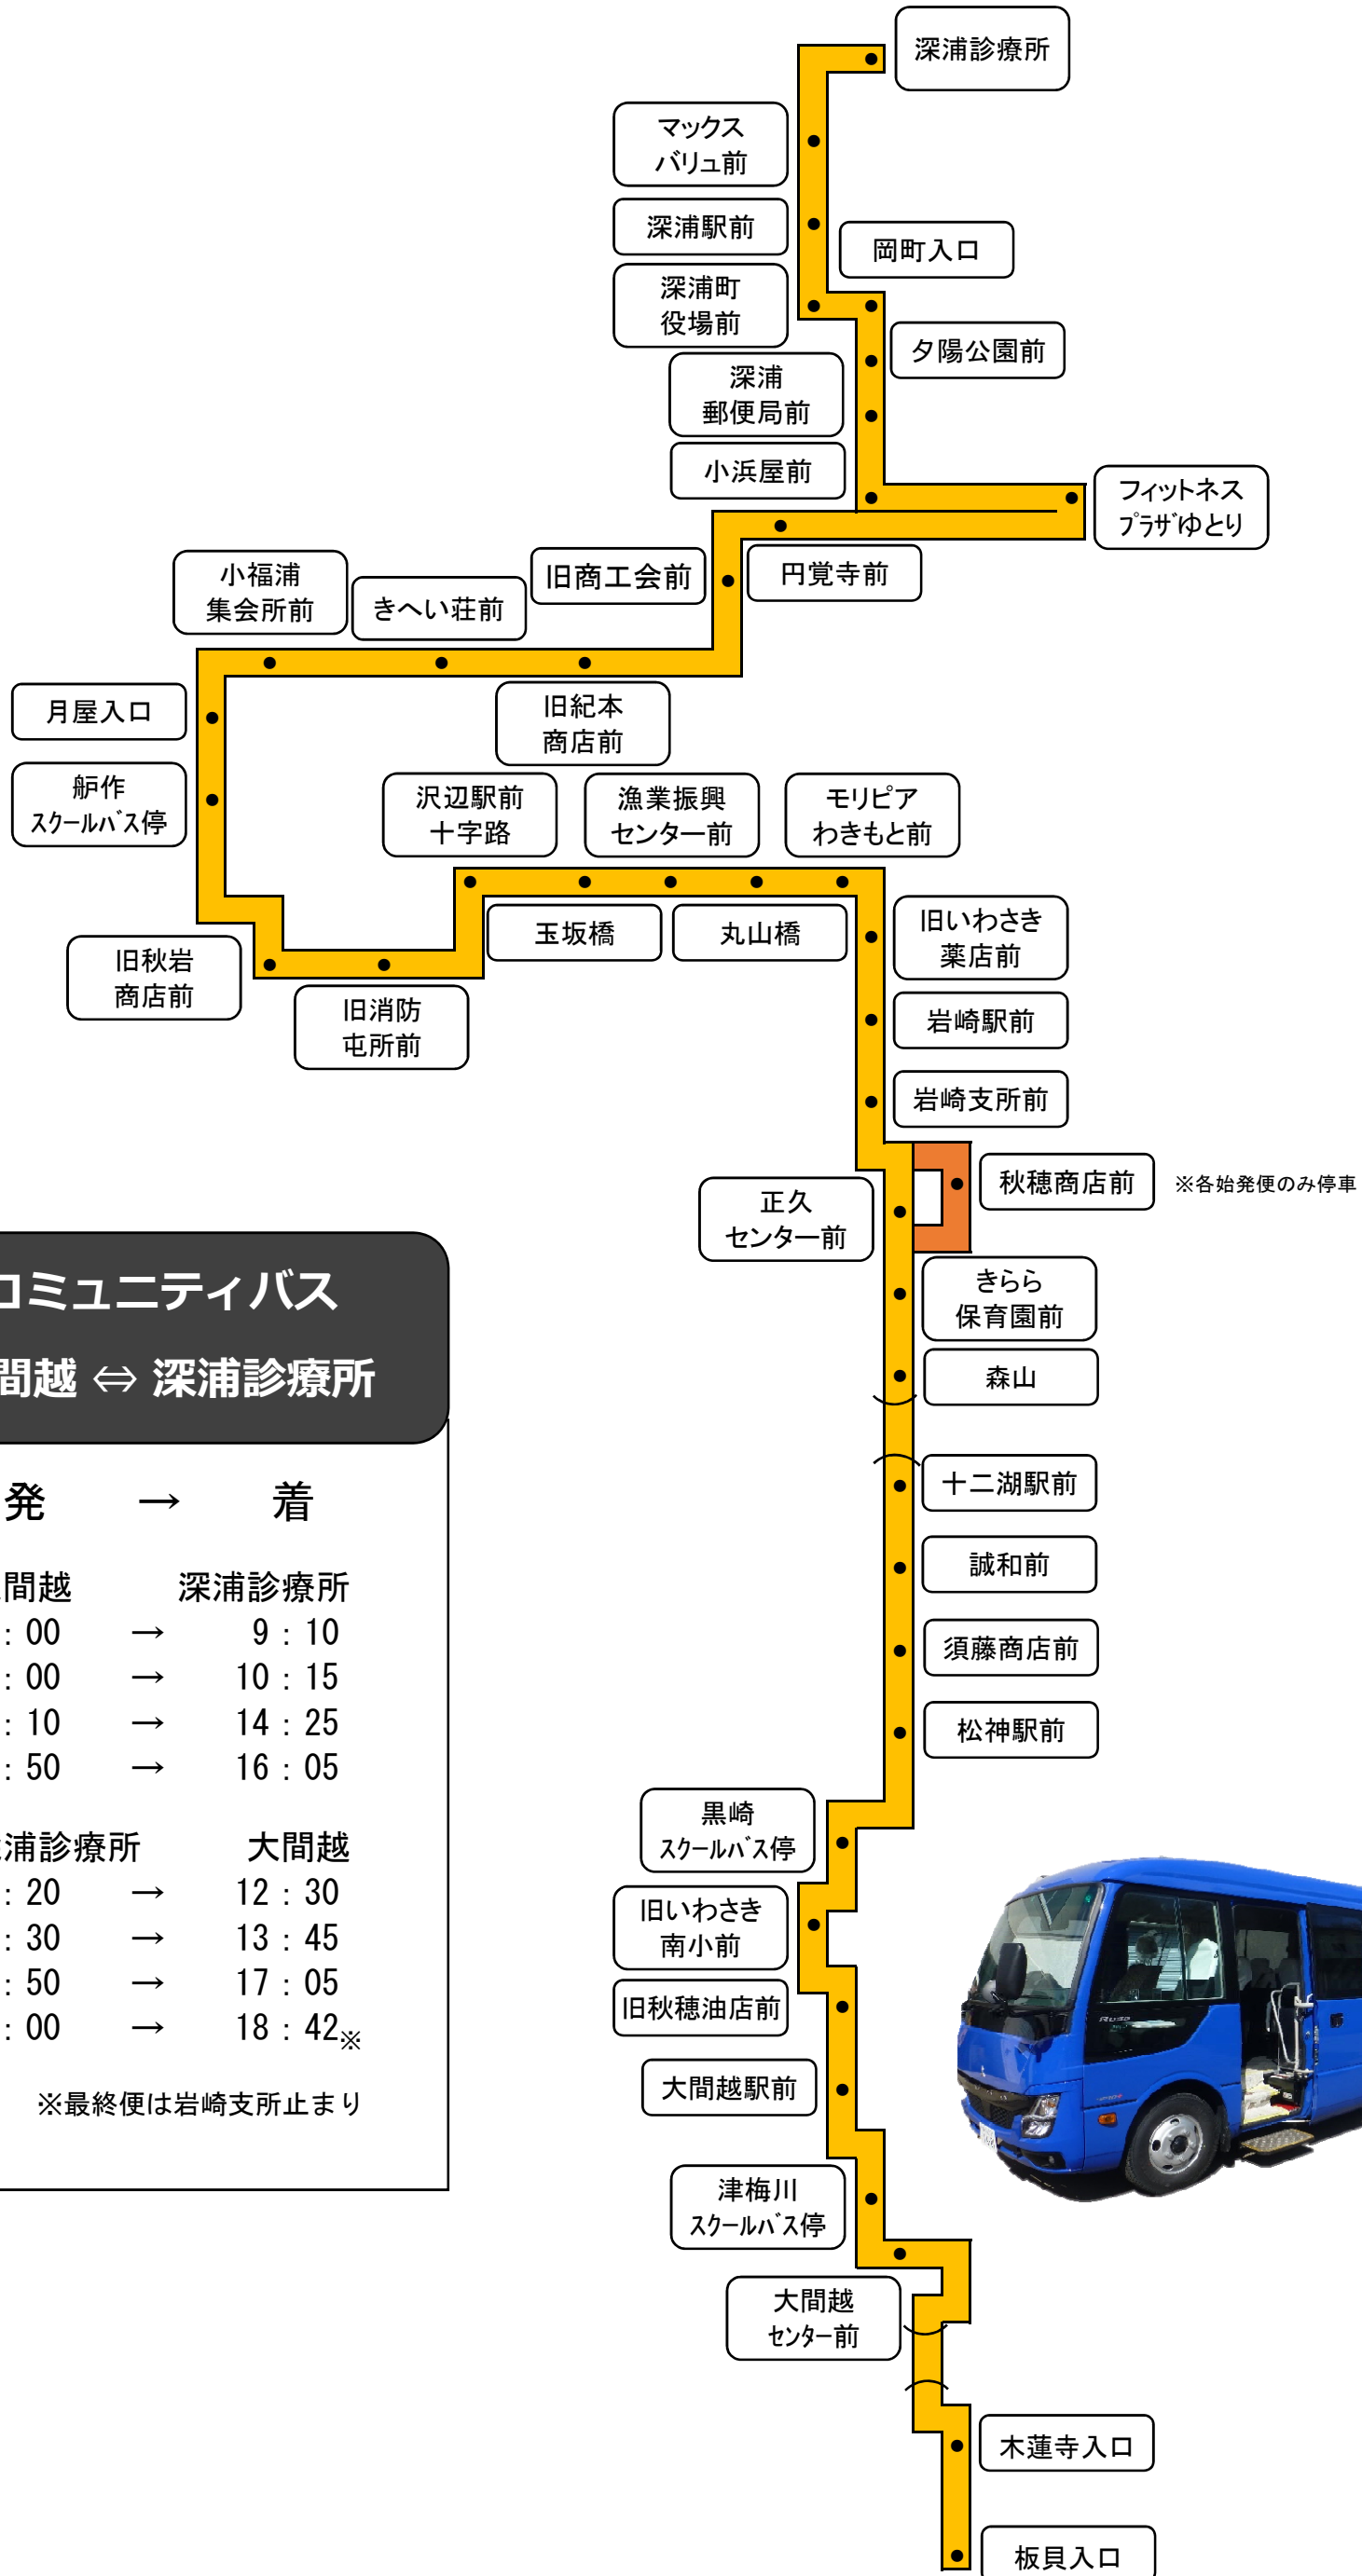 深浦診療所
マックス
バリュ前
深浦駅前
岡町入口
深浦町
役場前
夕陽公園前
深浦
郵便局前
小浜屋前
フィットネス
プラザゆとり
円覚寺前
旧商工会前
きへい荘前
小福浦
集会所前
旧紀本
商店前
月屋入口
舮作
スクールバス停
沢辺駅前
十字路
漁業振興
センター前
モリピア
わきもと前
玉坂橋
丸山橋
旧秋岩
商店前
旧消防
屯所前
旧いわさき
薬店前
岩崎駅前
岩崎支所前
秋穂商店前
※各始発便のみ停車
正久
センター前
きらら
保育園前
森山
十二湖駅前
誠和前
須藤商店前
松神駅前
黒崎
スクールバス停
旧いわさき
南小前
旧秋穂油店前
大間越駅前
津梅川
スクールバス停
大間越
センター前
木蓮寺入口
板貝入口
コミュニティバス
間越 ⇔ 深浦診療所
発 → 着
間越 深浦診療所
：00 → 9：10
：00 → 10：15
：10 → 14：25
：50 → 16：05
浦診療所 大間越
：20 → 12：30
：30 → 13：45
：50 → 17：05
：00 → 18：42※
※最終便は岩崎支所止まり